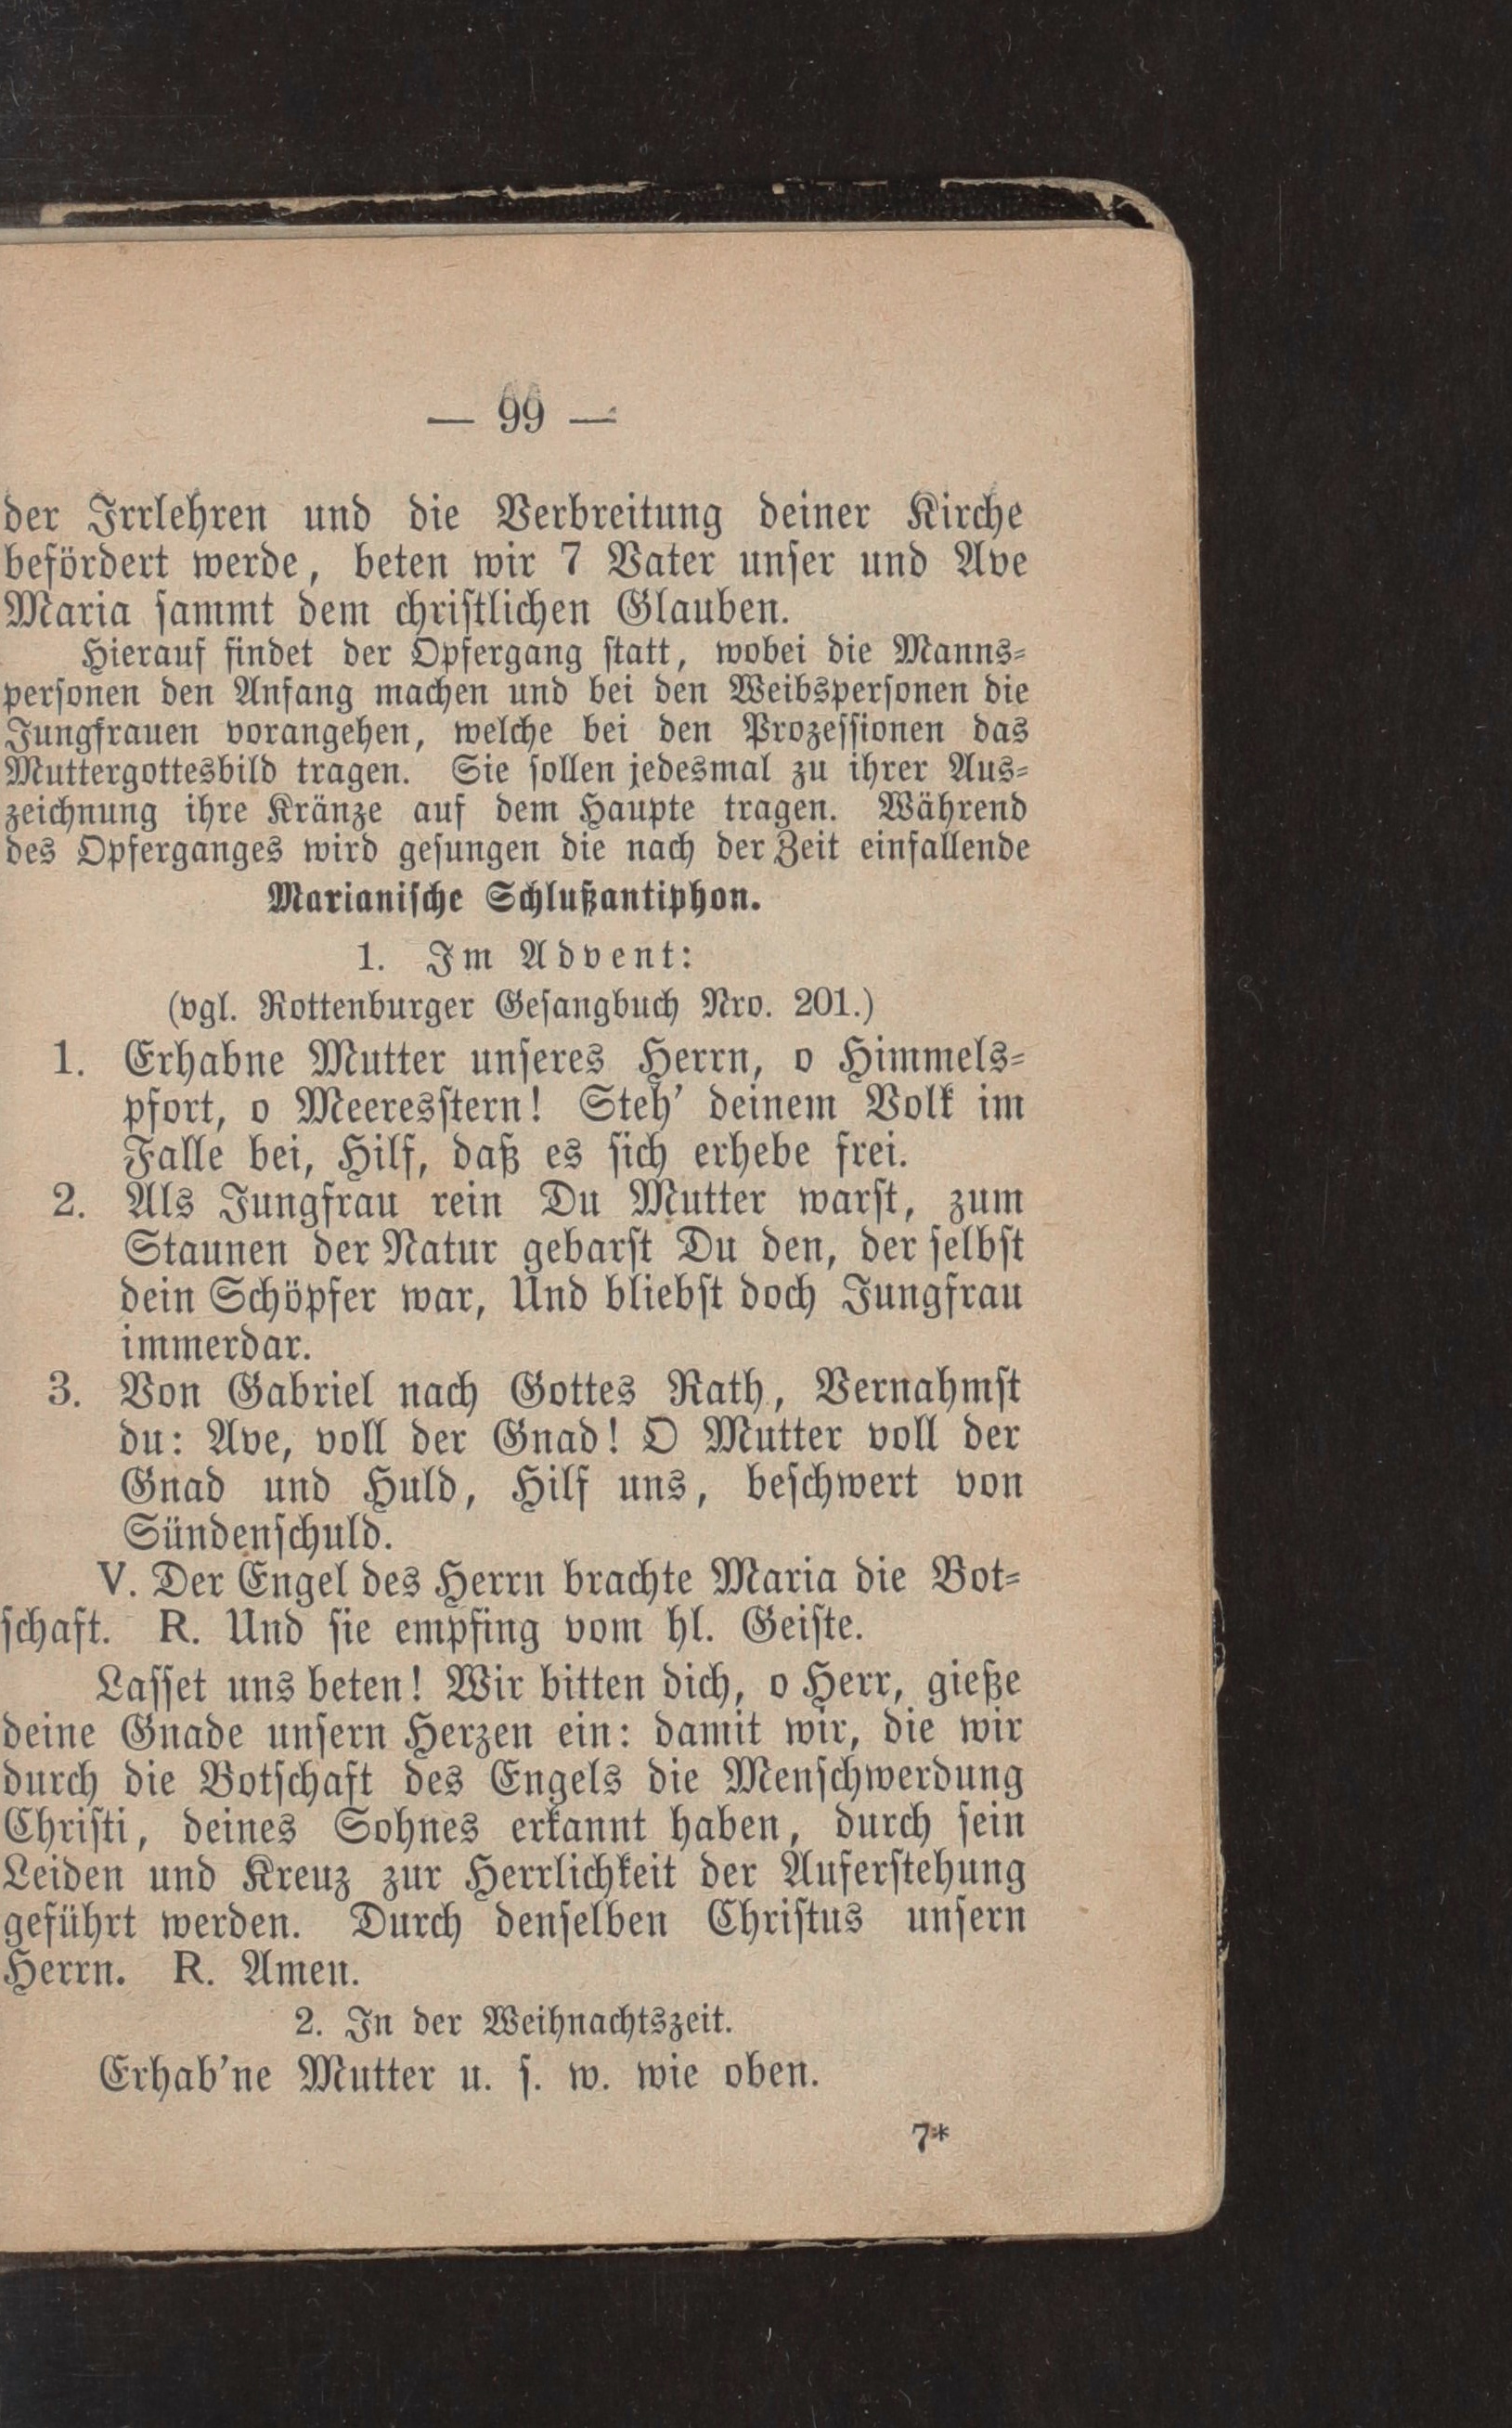 — 99 —
der Irrlehren und die Verbreitung deiner Kirche
befördert werde, beten wir 7 Vater unser und Ave
Maria sammt dem christlichen Glauben.
Hierauf findet der Opfergang statt, wobei die Manns-
personen den Anfang machen und bei den Weibspersonen die
Jungfrauen vorangehen, welche bei den Prozessionen das
Muttergottesbild tragen. Sie sollen jedesmal zu ihrer Aus-
zeichnung ihre Kränze auf dem Haupte tragen. Während
des Opferganges wird gesungen die nach der Zeit einfallende
Marianische Schlußantiphon.
1. Im Advent:
(vgl. Rottenburger Gesangbuch Nro. 201.)
1. Erhabne Mutter unseres Herrn, o Himmels-
pfort, o Meeresstern! Steh' deinem Volk im
Falle bei, Hilf, daß es sich erhebe frei.
2. Als Jungfrau rein Du Mutter warst, zum
Staunen der Natur gebarst Du den, der selbst
dein Schöpfer war, Und bliebst doch Jungfrau
immerdar.
3. Von Gabriel nach Gottes Rath, Vernahmst
du: Ave, voll der Gnad! O Mutter voll der
Gnad und Huld, Hilf uns, beschwert von
Sündenschuld.
V. Der Engel des Herrn brachte Maria die Bot-
schaft. R. Und sie empfing vom hl. Geiste.
Lasset uns beten! Wir bitten dich, o Herr, gieße
deine Gnade unsern Herzen ein: damit wir, die wir
durch die Botschaft des Engels die Menschwerdung
Christi, deines Sohnes erkannt haben, durch sein
Leiden und Kreuz zur Herrlichkeit der Auferstehung
geführt werden. Durch denselben Christus unsern
Herrn. R. Amen.
2. In der Weihnachtszeit.
Erhab'ne Mutter u. s. w. wie oben.
7*